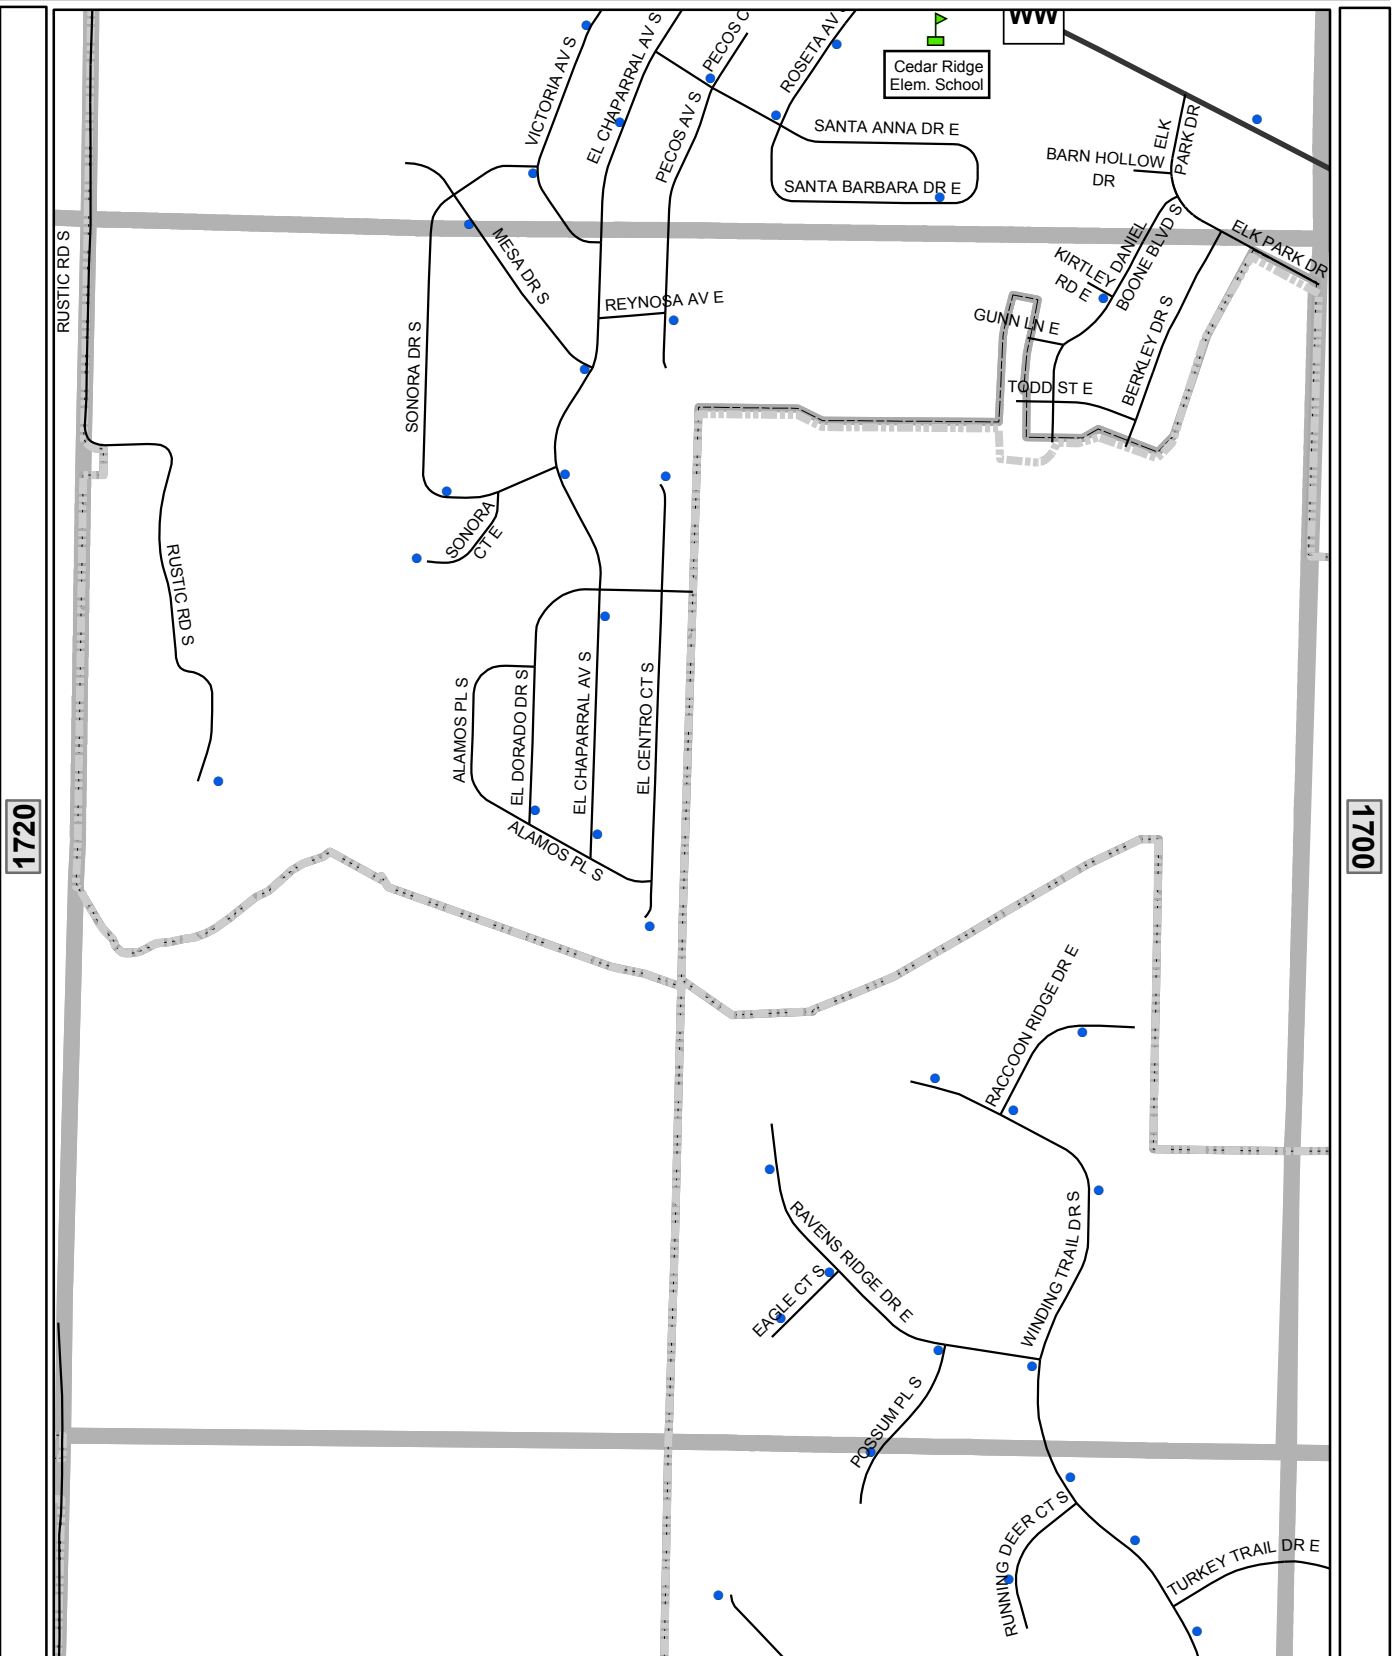 WW
Cedar Ridge
Elem. School
VICTORIA AV S
EL CHAPARRAL AV S
PECOS C
PECOS AV S
ROSETA AV
SANTA ANNA DR E
SANTA BARBARA DR E
ELK
PARK DR
BARN HOLLOW
DR
ELK PARK DR
DANIEL
BOONE BLVD S
KIRTLEY
RD E
GUNN LN E
BERKLEY DR S
TODD ST E
RUSTIC RD S
MESA DR S
REYNOSA AV E
SONORA DR S
SONORA
CT E
RUSTIC RD S
ALAMOS PL S
EL DORADO DR S
EL CHAPARRAL AV S
EL CENTRO CT S
ALAMOS PL S
1720
1700
RACCOON RIDGE DR E
RAVENS RIDGE DR E
EAGLE CT S
WINDING TRAIL DR S
POSSUM PL S
RUNNING DEER CT S
TURKEY TRAIL DR E